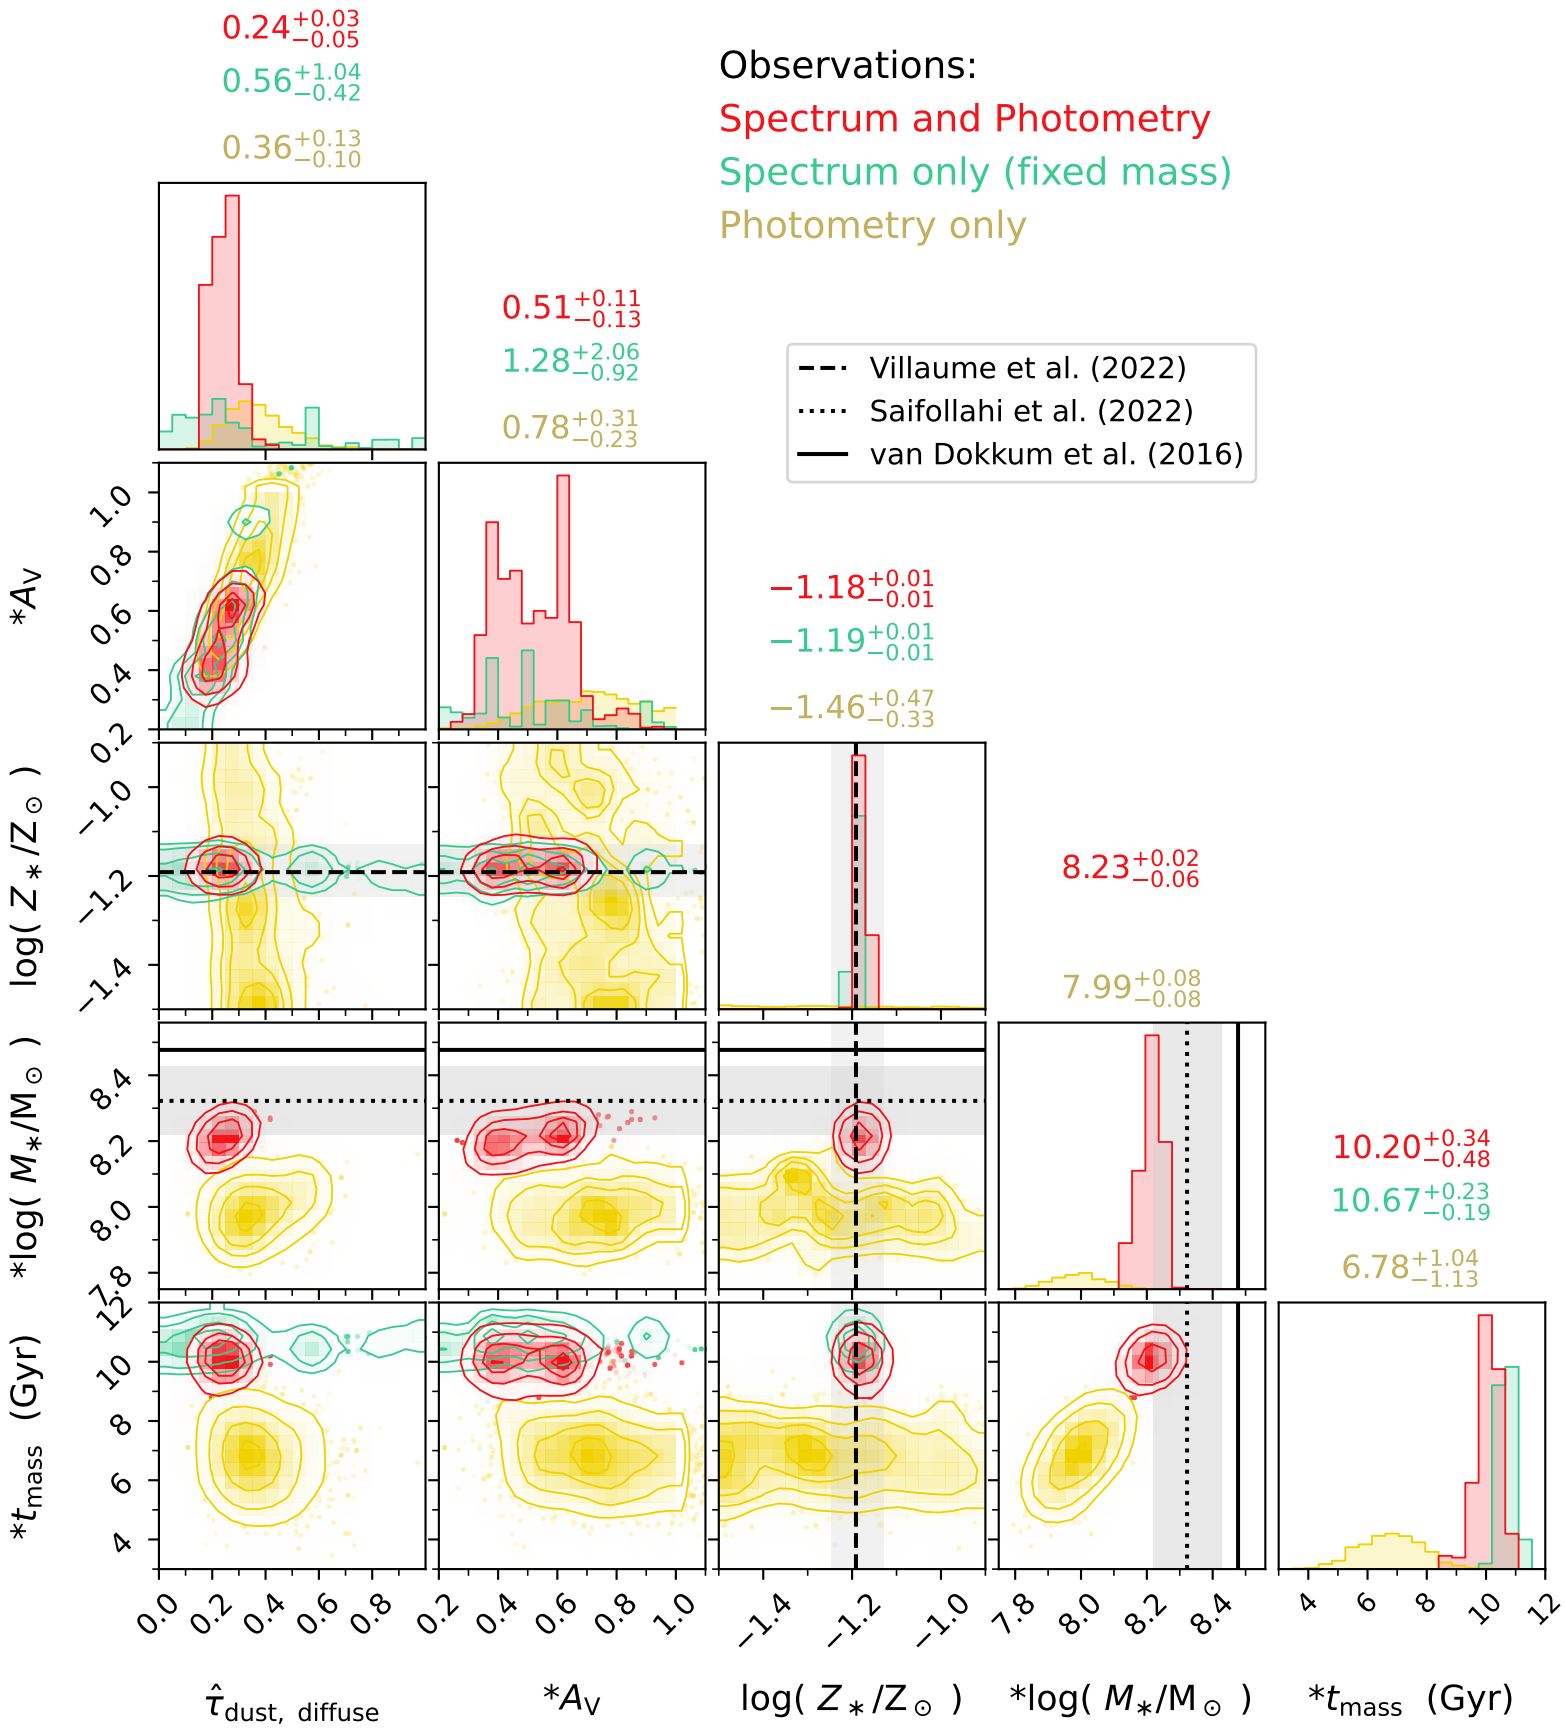 0.24+0.03−0.05
0.56+1.04−0.42
0.36+0.13−0.10
Observations:
Spectrum and Photometry
Spectrum only (fixed mass)
Photometry only
0.51+0.11−0.13
1.28+2.06−0.92
0.78+0.31−0.23
Villaume et al. (2022)
Saifollahi et al. (2022)
van Dokkum et al. (2016)
*AV
1.0
0.8
0.6
0.4
0.2
−1.18+0.01−0.01
−1.19+0.01−0.01
−1.46+0.47−0.33
log( Z∗/Z⊙ )
−1.0
−1.2
−1.4
8.23+0.02−0.06
7.99+0.08−0.08
*log( M∗/M⊙ )
8.4
8.2
8.0
7.8
10.20+0.34−0.48
10.67+0.23−0.19
6.78+1.04−1.13
*tmass (Gyr)
12
10
8
6
4
0.0 0.2 0.4 0.6 0.8 0.2 0.4 0.6 0.8 1.0 −1.4 −1.2 −1.0 7.8 8.0 8.2 8.4 4 6 8 10 12
τ̂dust, diffuse *AV log( Z∗/Z⊙ ) *log( M∗/M⊙ ) *tmass (Gyr)